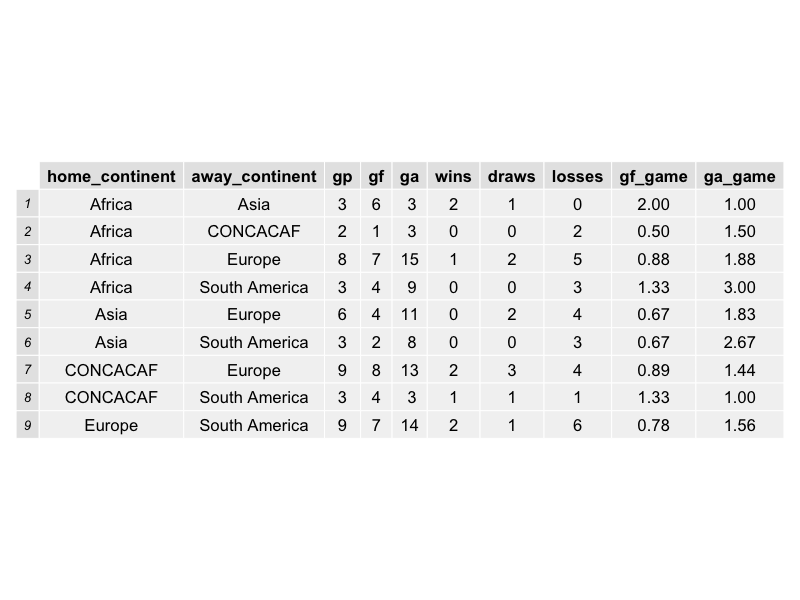 home_continent away_continent gp gf ga wins draws losses gf_game ga_game
1 Africa Asia 3 6 3 2 1 0 2.00 1.00
2 Africa CONCACAF 2 1 3 0 0 2 0.50 1.50
3 Africa Europe 8 7 15 1 2 5 0.88 1.88
4 Africa South America 3 4 9 0 0 3 1.33 3.00
5 Asia Europe 6 4 11 0 2 4 0.67 1.83
6 Asia South America 3 2 8 0 0 3 0.67 2.67
7 CONCACAF Europe 9 8 13 2 3 4 0.89 1.44
8 CONCACAF South America 3 4 3 1 1 1 1.33 1.00
9 Europe South America 9 7 14 2 1 6 0.78 1.56